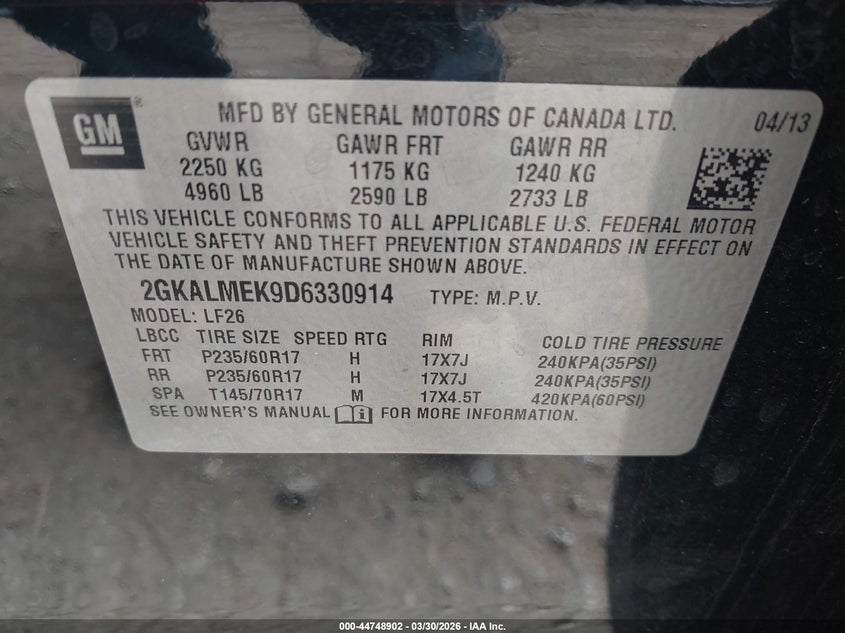 GM
MFD BY GENERAL MOTORS OF CANADA LTD. 04/13
GVWR GAWR FRT GAWR RR
2250 KG 1175 KG 1240 KG
4960 LB 2590 LB 2733 LB
THIS VEHICLE CONFORMS TO ALL APPLICABLE U.S. FEDERAL MOTOR
VEHICLE SAFETY AND THEFT PREVENTION STANDARDS IN EFFECT ON
THE DATE OF MANUFACTURE SHOWN ABOVE.
2GKALMEK9D6330914 TYPE: M.P.V.
MODEL: LF26
LBCC TIRE SIZE SPEED RTG RIM COLD TIRE PRESSURE
FRT P235/60R17 H 17X7J 240KPA(35PSI)
RR P235/60R17 H 17X7J 240KPA(35PSI)
SPA T145/70R17 M 17X4.5T 420KPA(60PSI)
SEE OWNER'S MANUAL FOR MORE INFORMATION.
000-44748902 - 03/30/2026 - IAA Inc.